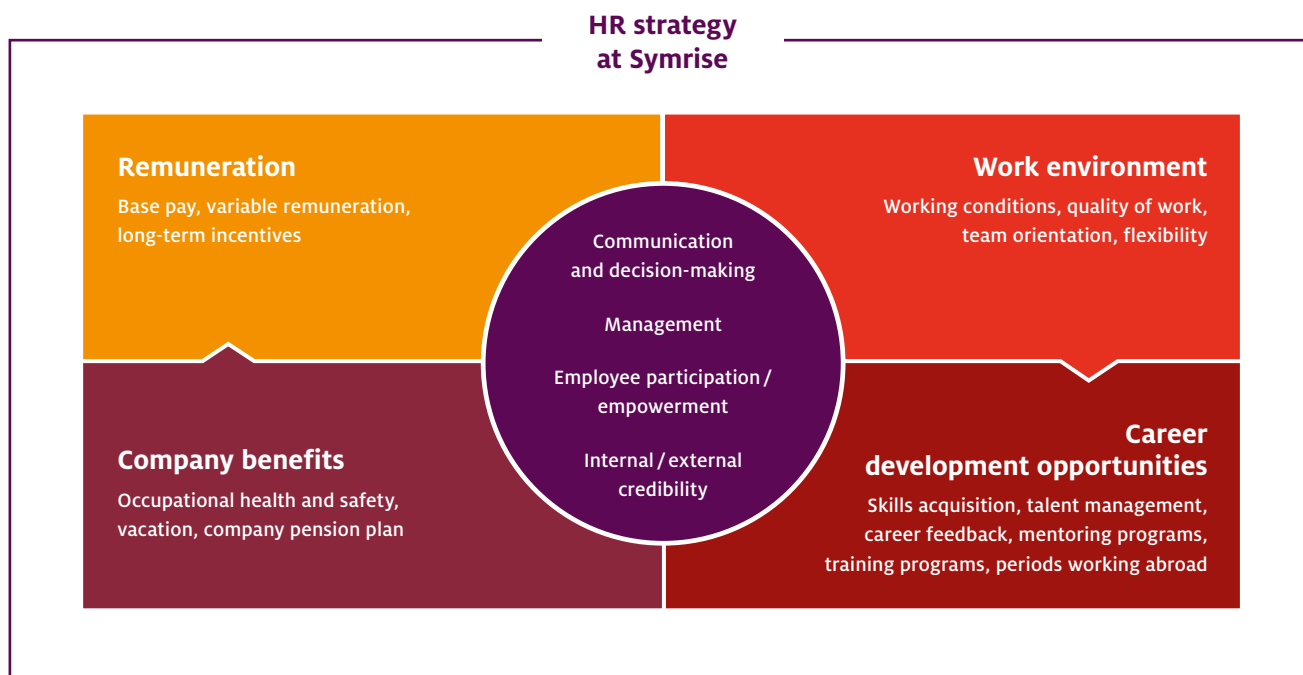 HR strategy
at Symrise
Remuneration
Base pay, variable remuneration,
long-term incentives
Work environment
Working conditions, quality of work,
team orientation, flexibility
Communication
and decision-making
Management
Employee participation /
empowerment
Internal / external
credibility
Company benefits
Occupational health and safety,
vacation, company pension plan
Career
development opportunities
Skills acquisition, talent management,
career feedback, mentoring programs,
training programs, periods working abroad